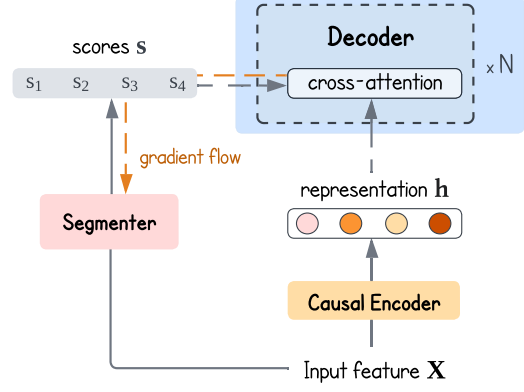 Decoder
scores s
× N
s1 s2 s3 s4
cross-attention
gradient flow
representation h
Segmenter
Causal Encoder
Input feature X